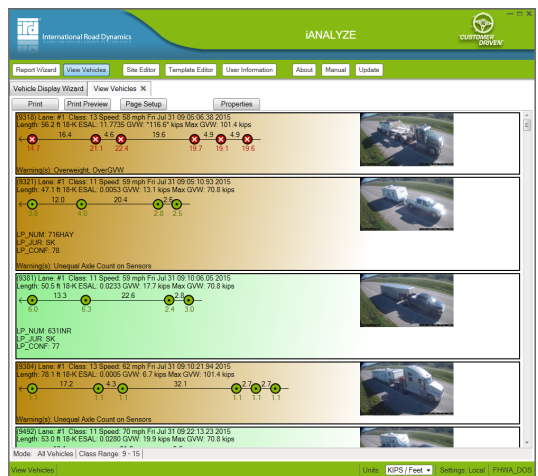 ird
International Road Dynamics
iANALYZE
CUSTOMER
DRIVEN
Report Wizard View Vehicles Site Editor Template Editor User Information About Manual Update
Vehicle Display Wizard View Vehicles X
Print Print Preview Page Setup Properties
(9318) Lane: #1 Class: 13 Speed: 58 mph Fri Jul 31 09:05:06.38 2015
Length: 56.2 ft 18-K ESAL: 11.7735 GVW: *116.6* kips Max GVW: 101.4 kips
16.4 4.6 19.6 4.9 4.9
14.7 21.1 22.4 19.7 19.1 19.6
Warning(s): Overweight, OverGVW
(9321) Lane: #1 Class: 11 Speed: 59 mph Fri Jul 31 09:05:10.93 2015
Length: 47.1 ft 18-K ESAL: 0.0053 GVW: 13.1 kips Max GVW: 70.8 kips
12.0 20.4 2.6
3.8 4.0 2.8 2.5
LP_NUM: 716HAY
LP_JUR: SK
LP_CONF: 78
Warning(s): Unequal Axle Count on Sensors
(9381) Lane: #1 Class: 11 Speed: 59 mph Fri Jul 31 09:10:06.05 2015
Length: 50.5 ft 18-K ESAL: 0.0233 GVW: 17.7 kips Max GVW: 70.8 kips
13.3 22.6 2.8
6.0 6.3 2.4 3.0
LP_NUM: 631INR
LP_JUR: SK
LP_CONF: 77
(9384) Lane: #1 Class: 13 Speed: 62 mph Fri Jul 31 09:10:21.94 2015
Length: 78.1 ft 18-K ESAL: 0.0005 GVW: 6.7 kips Max GVW: 101.4 kips
17.2 4.3 32.1 2.7 2.7
1.1 1.1 1.1 1.1 1.1 1.1
Warning(s): Unequal Axle Count on Sensors
(9492) Lane: #1 Class: 11 Speed: 70 mph Fri Jul 31 09:22:13.23 2015
Length: 53.0 ft 18-K ESAL: 0.0280 GVW: 19.9 kips Max GVW: 70.8 kips
Mode: All Vehicles Class Range: 9 - 15
View Vehicles Units: KIPS / Feet Settings: Local FHWA_DOS